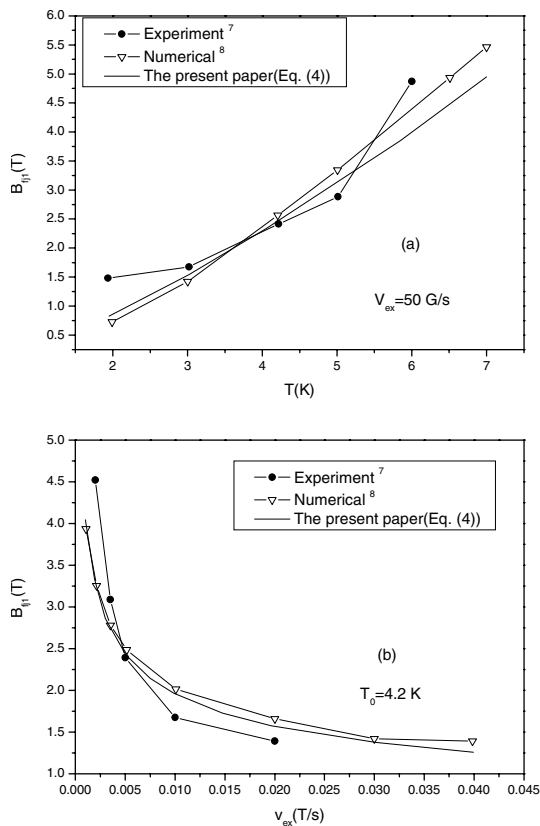 6.0
5.5
5.0
4.5
4.0
3.5
3.0
2.5
2.0
1.5
1.0
0.5
B_fj1(T)
Experiment 7
Numerical 8
The present paper(Eq. (4))
(a)
V_ex=50 G/s
2 3 4 5 6 7
T(K)
5.0
4.5
4.0
3.5
3.0
2.5
2.0
1.5
1.0
B_fj1(T)
Experiment 7
Numerical 8
The present paper(Eq. (4))
(b)
T_0=4.2 K
0.000 0.005 0.010 0.015 0.020 0.025 0.030 0.035 0.040 0.045
v_ex(T/s)